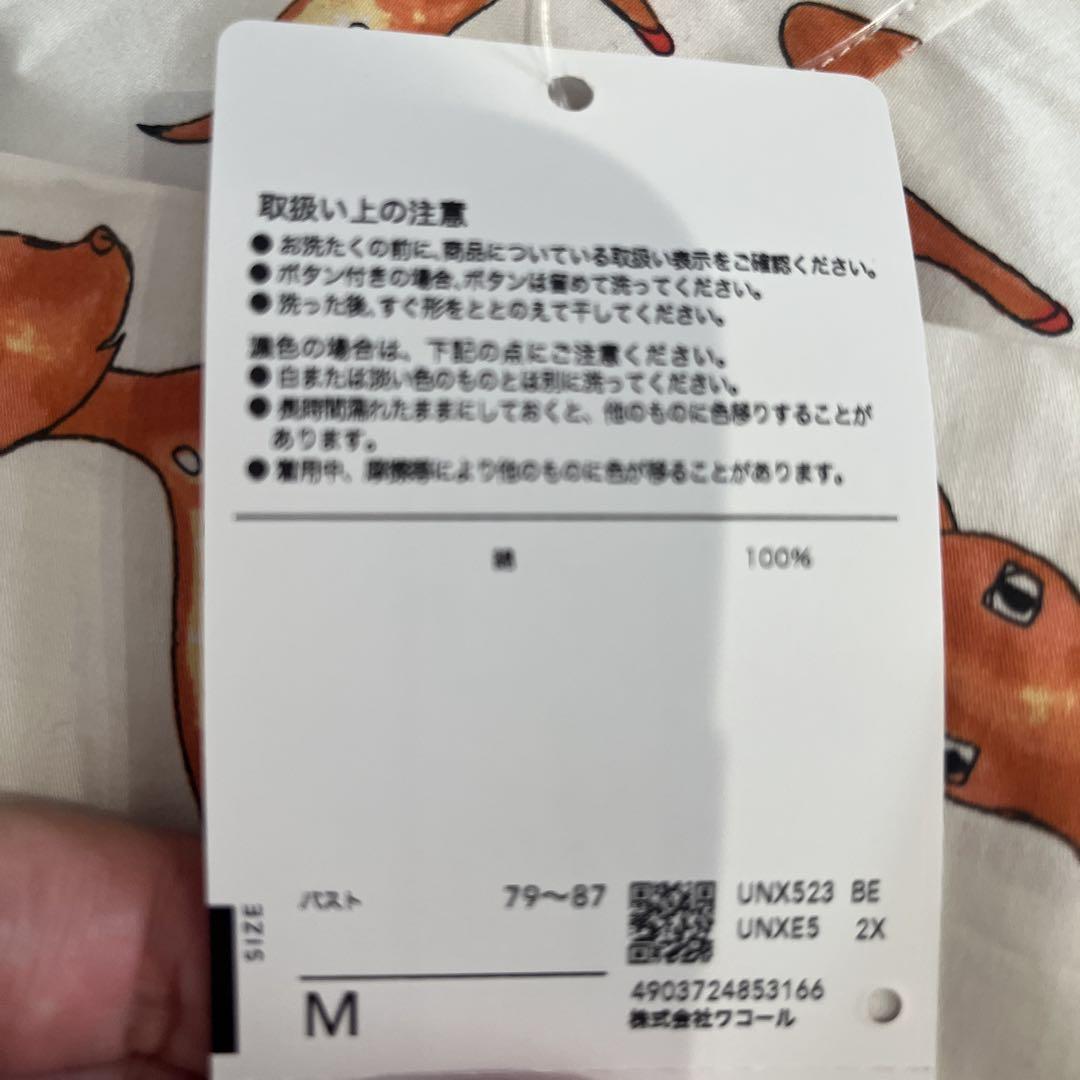 取扱い上の注意
● お洗たくの前に、商品についている取扱い表示をご確認ください。
● ボタン付きの場合、ボタンは留めて洗ってください。
● 洗った後、すぐ形をととのえて干してください。
濃色の場合は、下記の点にご注意ください。
● 白または淡い色のものとは別に洗ってください。
● 長時間濡れたままにしておくと、他のものに色移りすることが
あります。
● 着用中、摩擦等により他のものに色が移ることがあります。
綿 100%
SIZE
バスト 79〜87
M
UNX523 BE
UNXE5 2X
4903724853166
株式会社ワコール